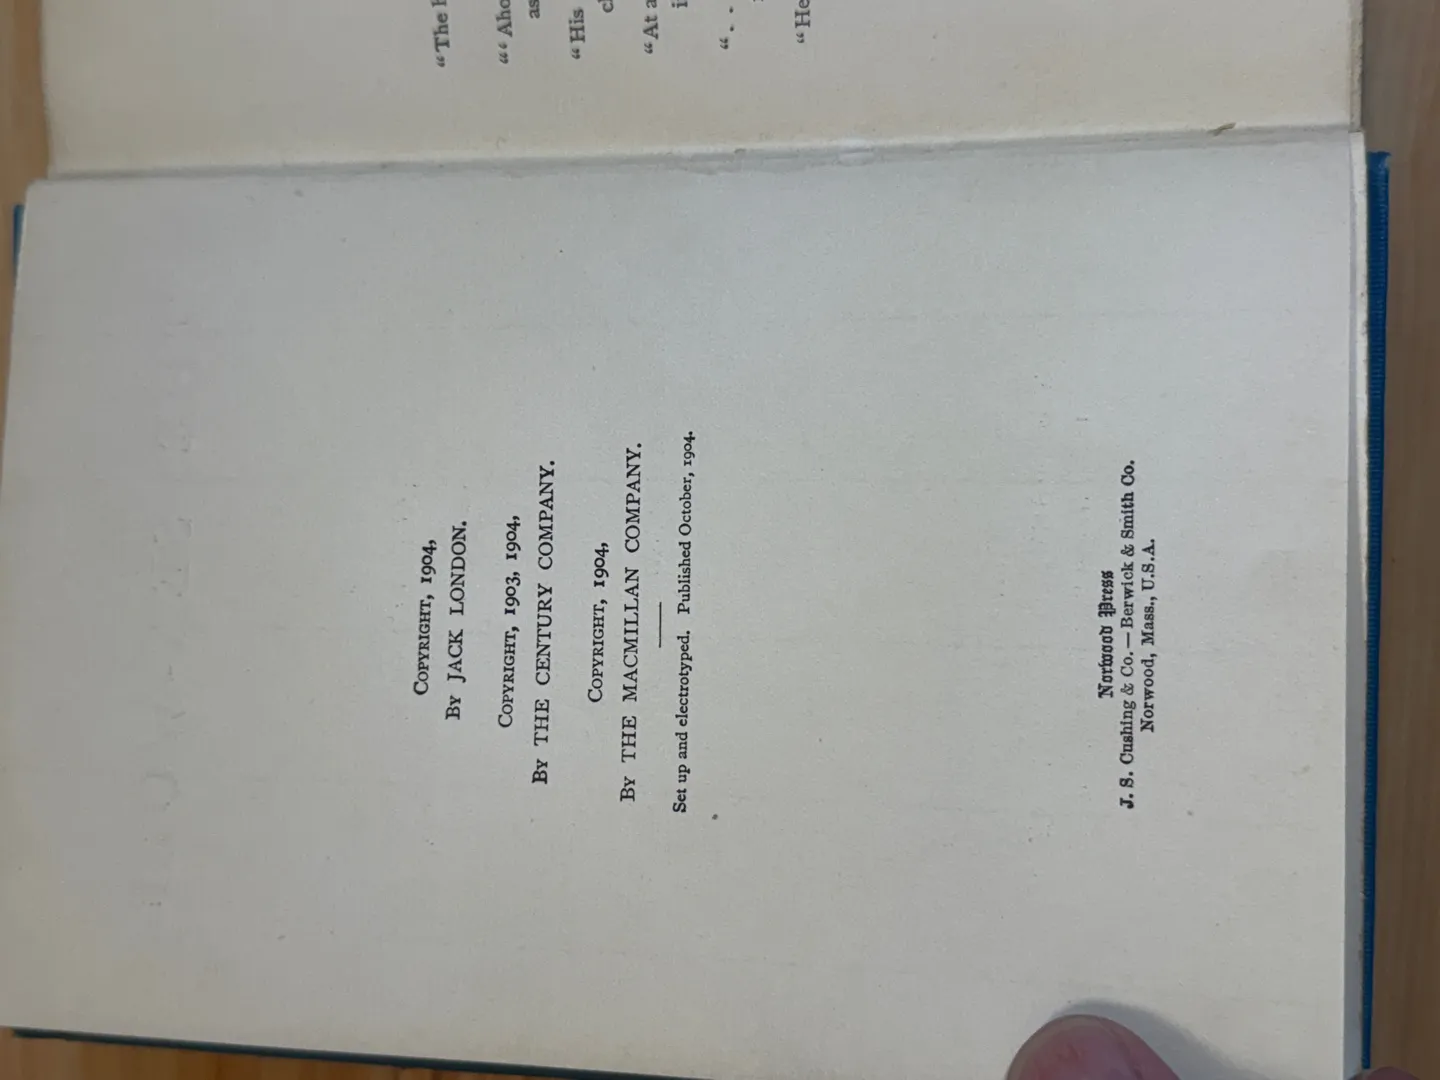 COPYRIGHT, 1904,
BY JACK LONDON.
COPYRIGHT, 1903, 1904,
BY THE CENTURY COMPANY.
COPYRIGHT, 1904,
BY THE MACMILLAN COMPANY.
Set up and electrotyped. Published October, 1904.
Norwood Press
J. S. Cushing & Co. — Berwick & Smith Co.
Norwood, Mass., U.S.A.
"The
"'
as
"His
"At a
". .
"He